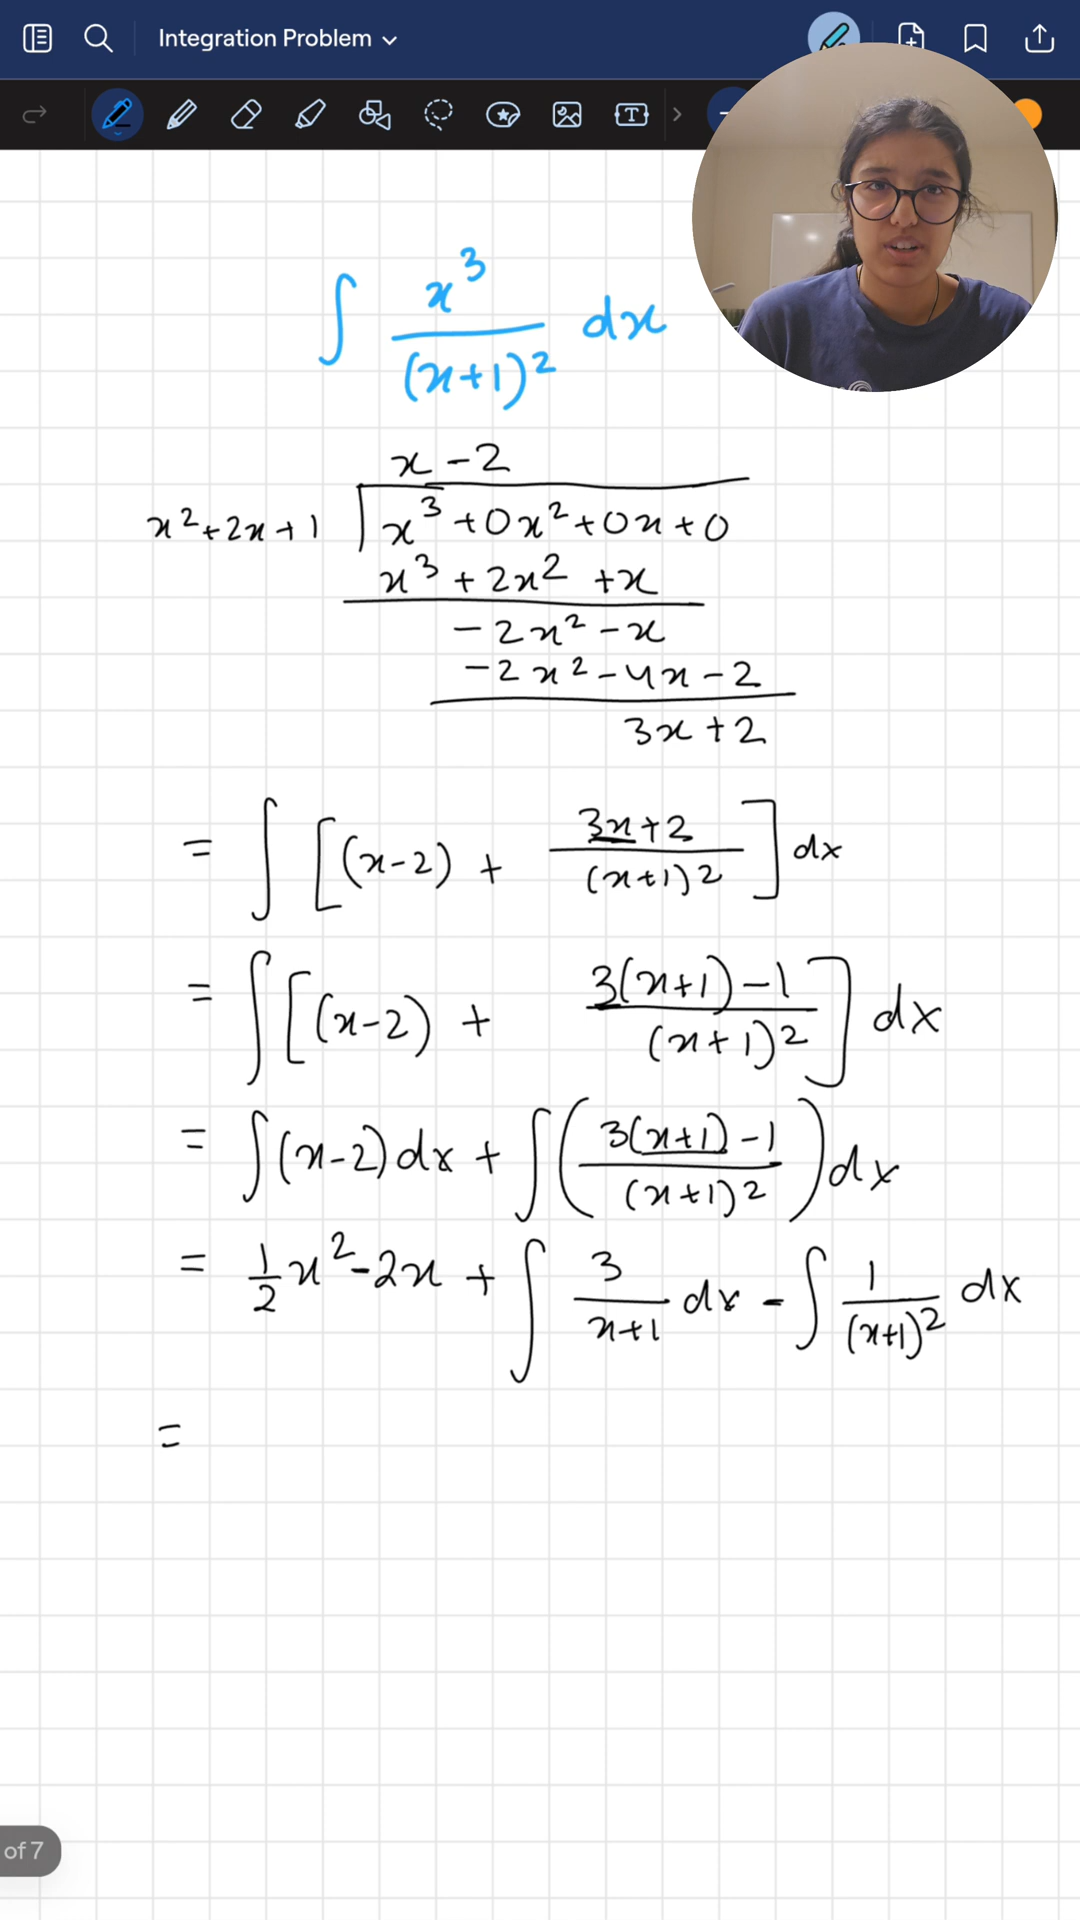 Integration Problem
T
∫ x³/(x+1)² dx
x - 2
x²+2x+1 x³+0x²+0x+0
x³+2x²+x
-2x²-x
-2x²-4x-2
3x+2
= ∫ [(x-2) + (3x+2)/(x+1)²] dx
= ∫ [(x-2) + (3(x+1)-1)/(x+1)²] dx
= ∫(x-2)dx + ∫((3(x+1)-1)/(x+1)²)dx
= 1/2 x² - 2x + ∫ 3/(x+1) dx - ∫ 1/(x+1)² dx
=
of 7